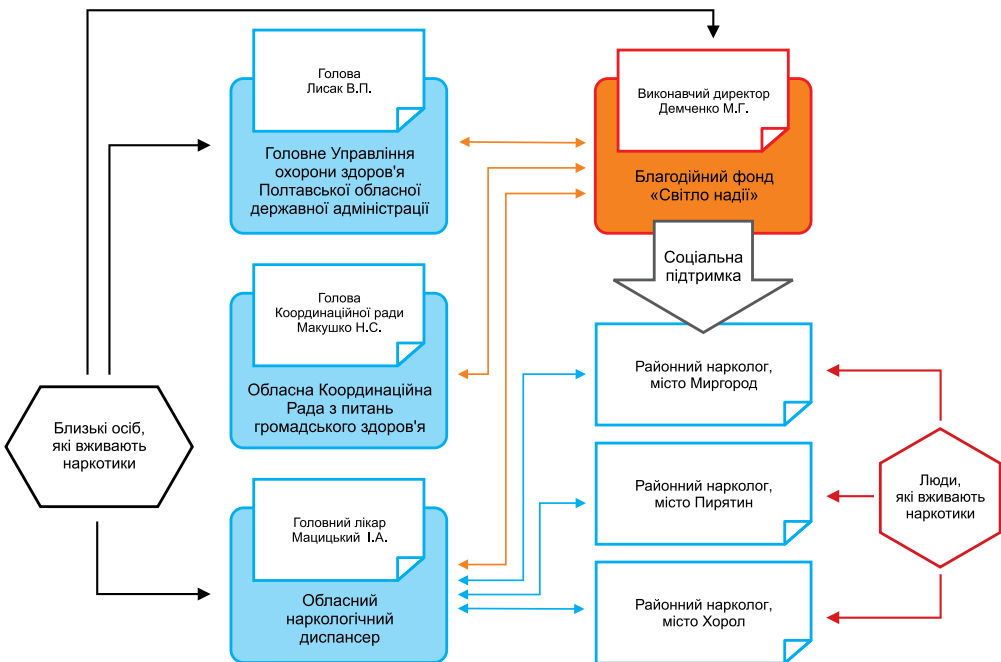 Голова
Лисак В.П.
Головне Управління
охорони здоров'я
Полтавської обласної
державної адміністрації
Виконавчий директор
Демченко М.Г.
Благодійний фонд
«Світло надії»
Соціальна
підтримка
Голова
Координаційної ради
Макушко Н.С.
Обласна Координаційна
Рада з питань
громадського здоров'я
Районний нарколог,
місто Миргород
Близькі осіб,
які вживають
наркотики
Районний нарколог,
місто Пирятин
Люди,
які вживають
наркотики
Головний лікар
Мацицький І.А.
Обласний
наркологічний
диспансер
Районний нарколог,
місто Хорол